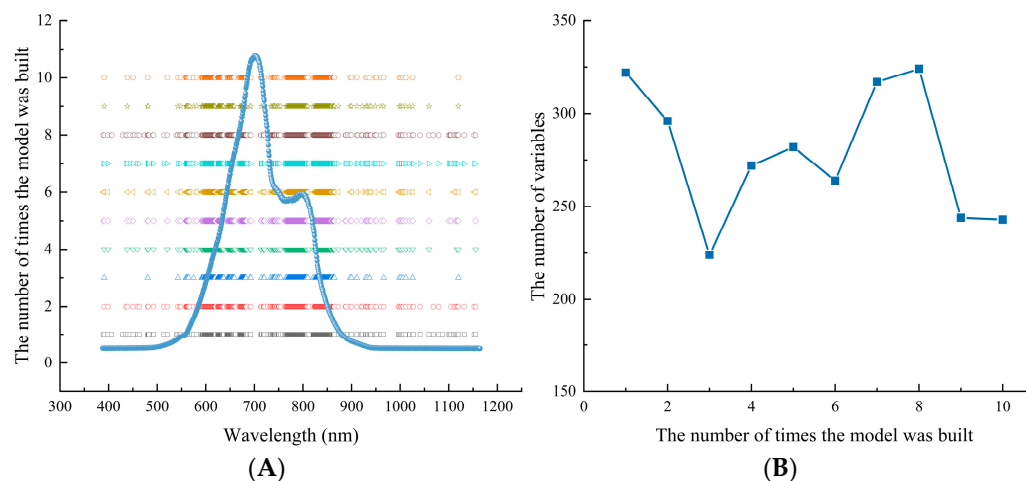 The number of times the model was built
12
10
8
6
4
2
0
300 400 500 600 700 800 900 1000 1100 1200
Wavelength (nm)
(A)
The number of variables
350
300
250
200
150
0 2 4 6 8 10
The number of times the model was built
(B)